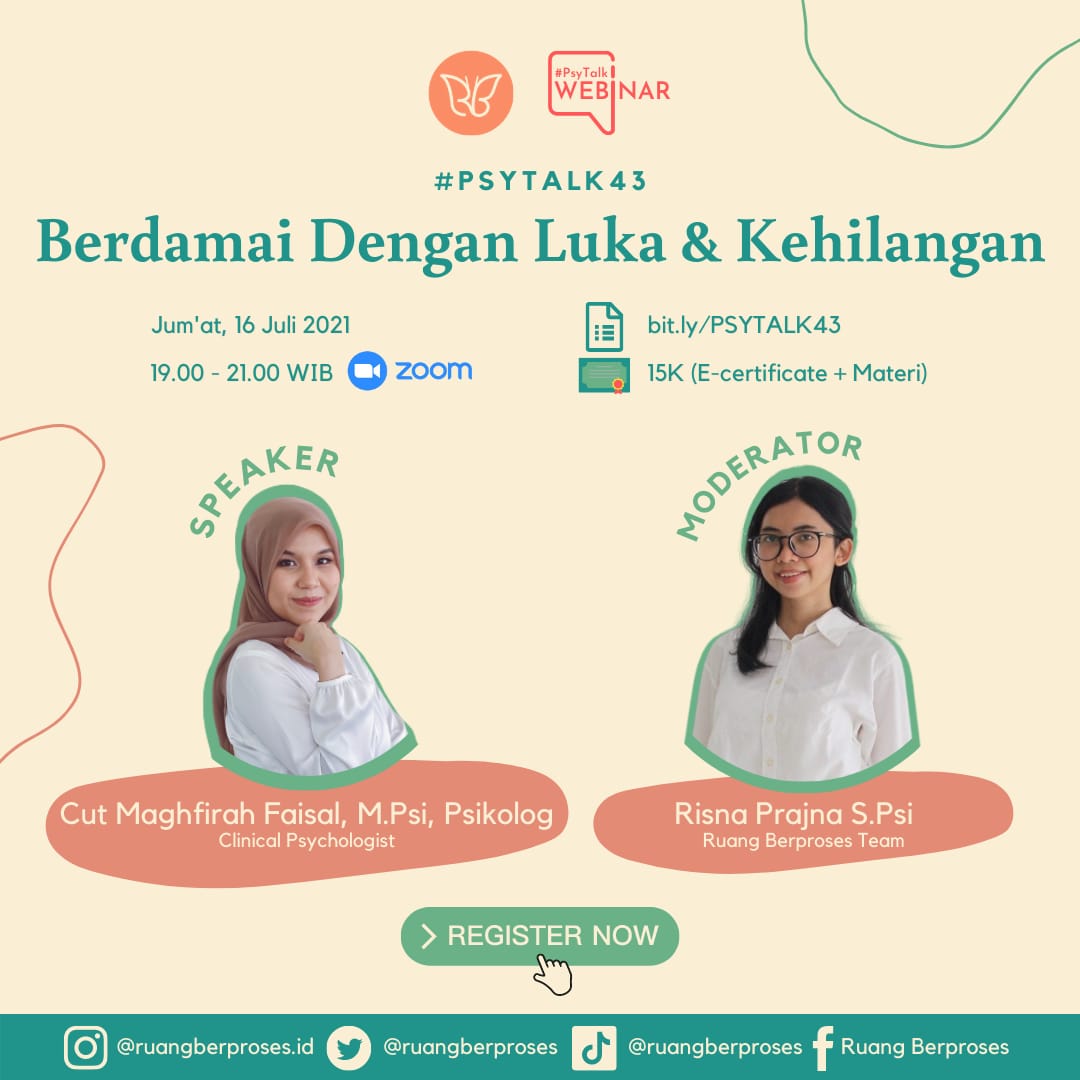 #PsyTalk
WEBINAR
#PSYTALK43
Berdamai Dengan Luka & Kehilangan
Jum'at, 16 Juli 2021
19.00 - 21.00 WIB
zoom
bit.ly/PSYTALK43
15K (E-certificate + Materi)
SPEAKER
MODERATOR
Cut Maghfirah Faisal, M.Psi, Psikolog
Clinical Psychologist
Risna Prajna S.Psi
Ruang Berproses Team
> REGISTER NOW
@ruangberproses.id
@ruangberproses
@ruangberproses
Ruang Berproses